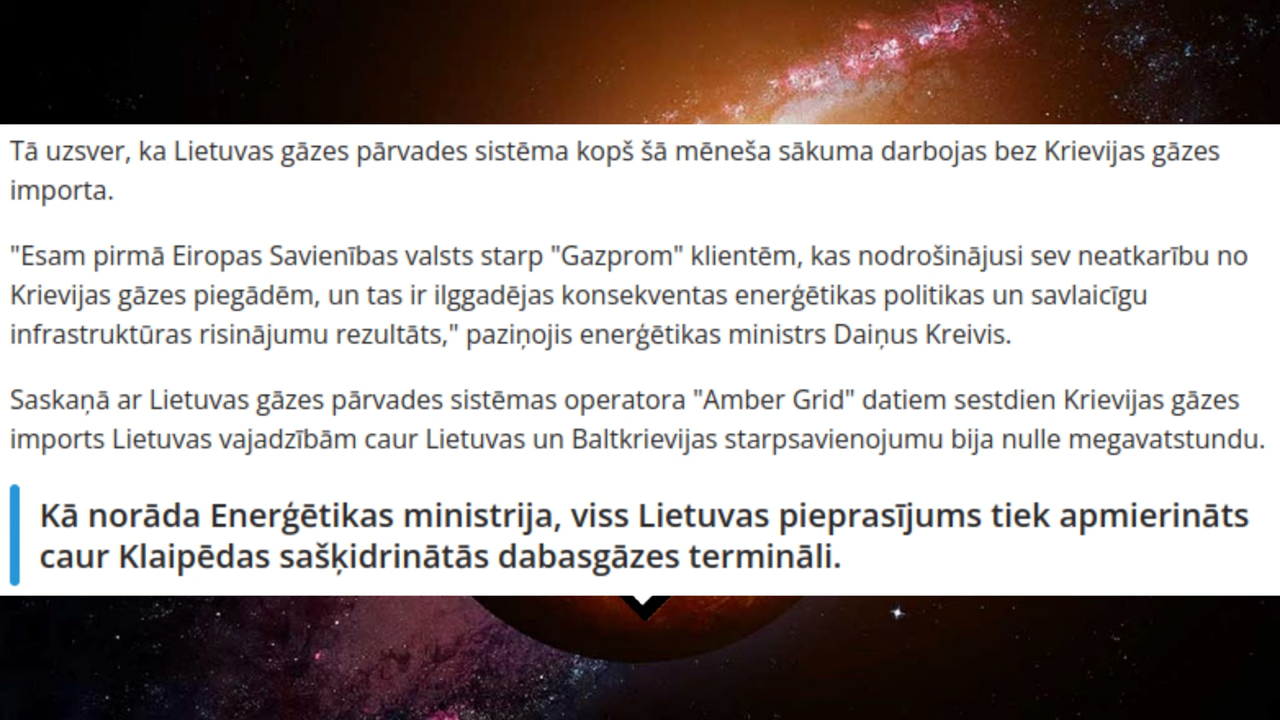 Tā uzsver, ka Lietuvas gāzes pārvades sistēma kopš šā mēneša sākuma darbojas bez Krievijas gāzes
importa.
"Esam pirmā Eiropas Savienības valsts starp "Gazprom" klientēm, kas nodrošinājusi sev neatkarību no
Krievijas gāzes piegādēm, un tas ir ilggadējas konsekventas enerģētikas politikas un savlaicīgu
infrastruktūras risinājumu rezultāts," paziņojis enerģētikas ministrs Daiņus Kreivis.
Saskaņā ar Lietuvas gāzes pārvades sistēmas operatora "Amber Grid" datiem sestdien Krievijas gāzes
imports Lietuvas vajadzībām caur Lietuvas un Baltkrievijas starpsavienojumu bija nulle megavatstundu.
Kā norāda Enerģētikas ministrija, viss Lietuvas pieprasījums tiek apmierināts
caur Klaipēdas sašķidrinātās dabasgāzes termināli.